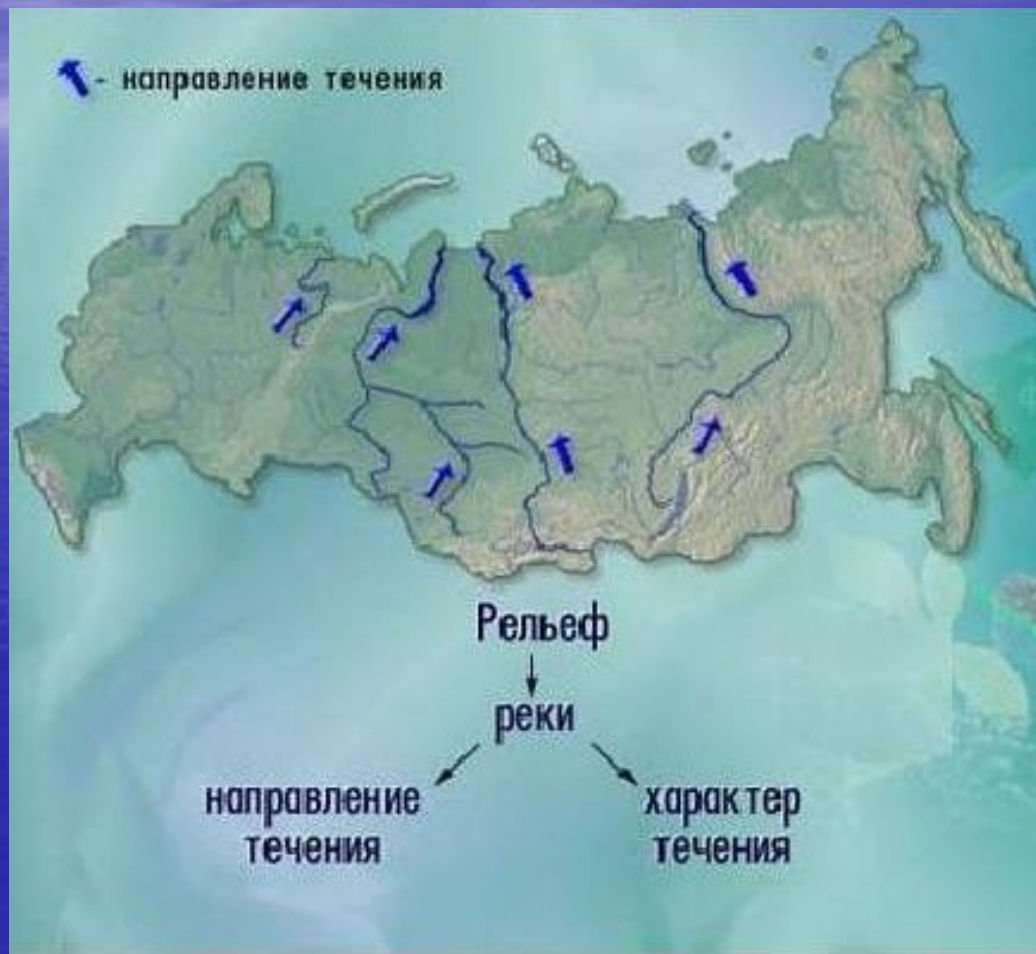 - направление течения
Рельеф
реки
направление
течения
характер
течения